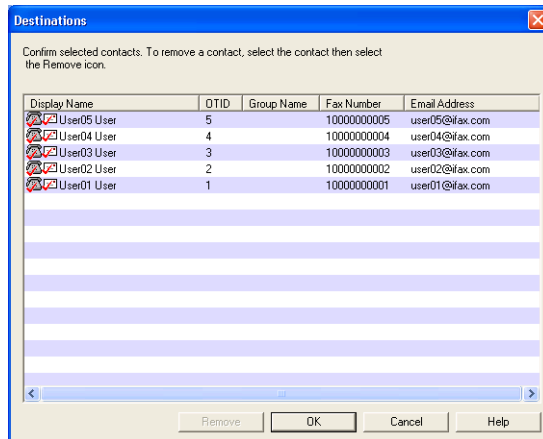 Destinations
Confirm selected contacts. To remove a contact, select the contact then select
the Remove icon.
Display Name OTID Group Name Fax Number Email Address
User05 User 5 10000000005 user05@ifax.com
User04 User 4 10000000004 user04@ifax.com
User03 User 3 10000000003 user03@ifax.com
User02 User 2 10000000002 user02@ifax.com
User01 User 1 10000000001 user01@ifax.com
Remove OK Cancel Help